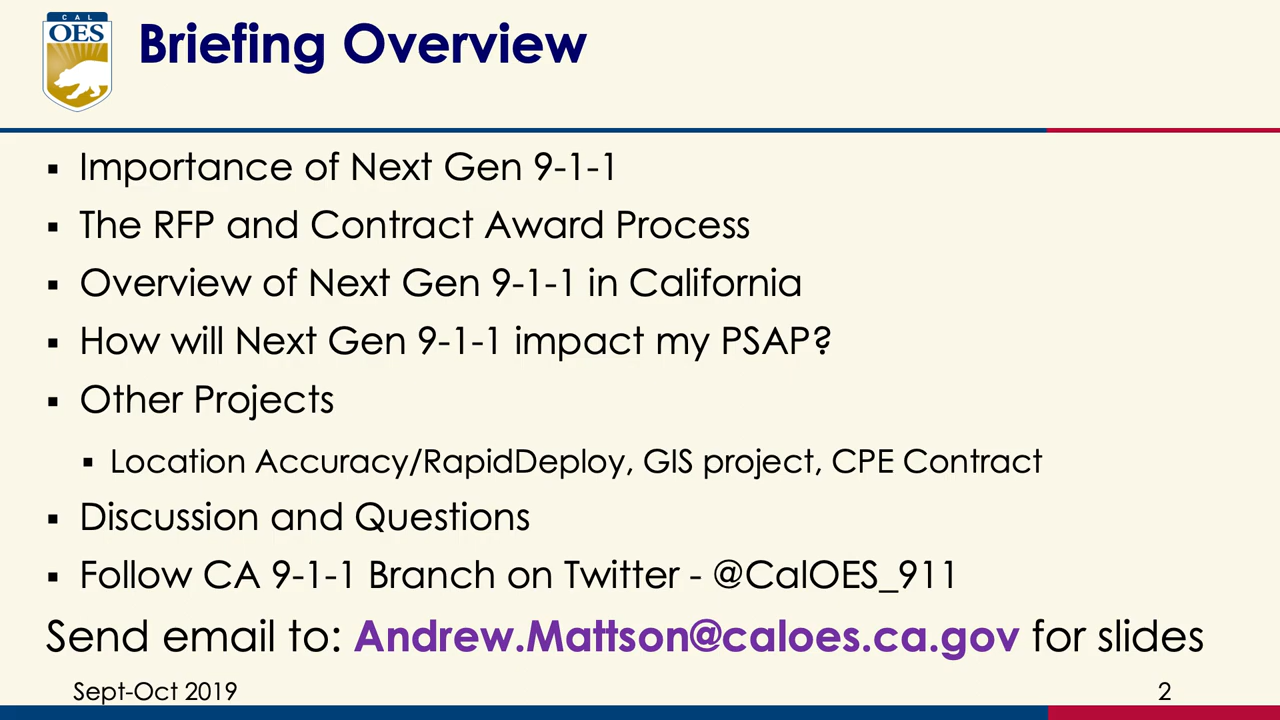 CAL
OES
Briefing Overview
▪ Importance of Next Gen 9-1-1
▪ The RFP and Contract Award Process
▪ Overview of Next Gen 9-1-1 in California
▪ How will Next Gen 9-1-1 impact my PSAP?
▪ Other Projects
▪ Location Accuracy/RapidDeploy, GIS project, CPE Contract
▪ Discussion and Questions
▪ Follow CA 9-1-1 Branch on Twitter - @CalOES_911
Send email to: Andrew.Mattson@caloes.ca.gov for slides
Sept-Oct 2019
2